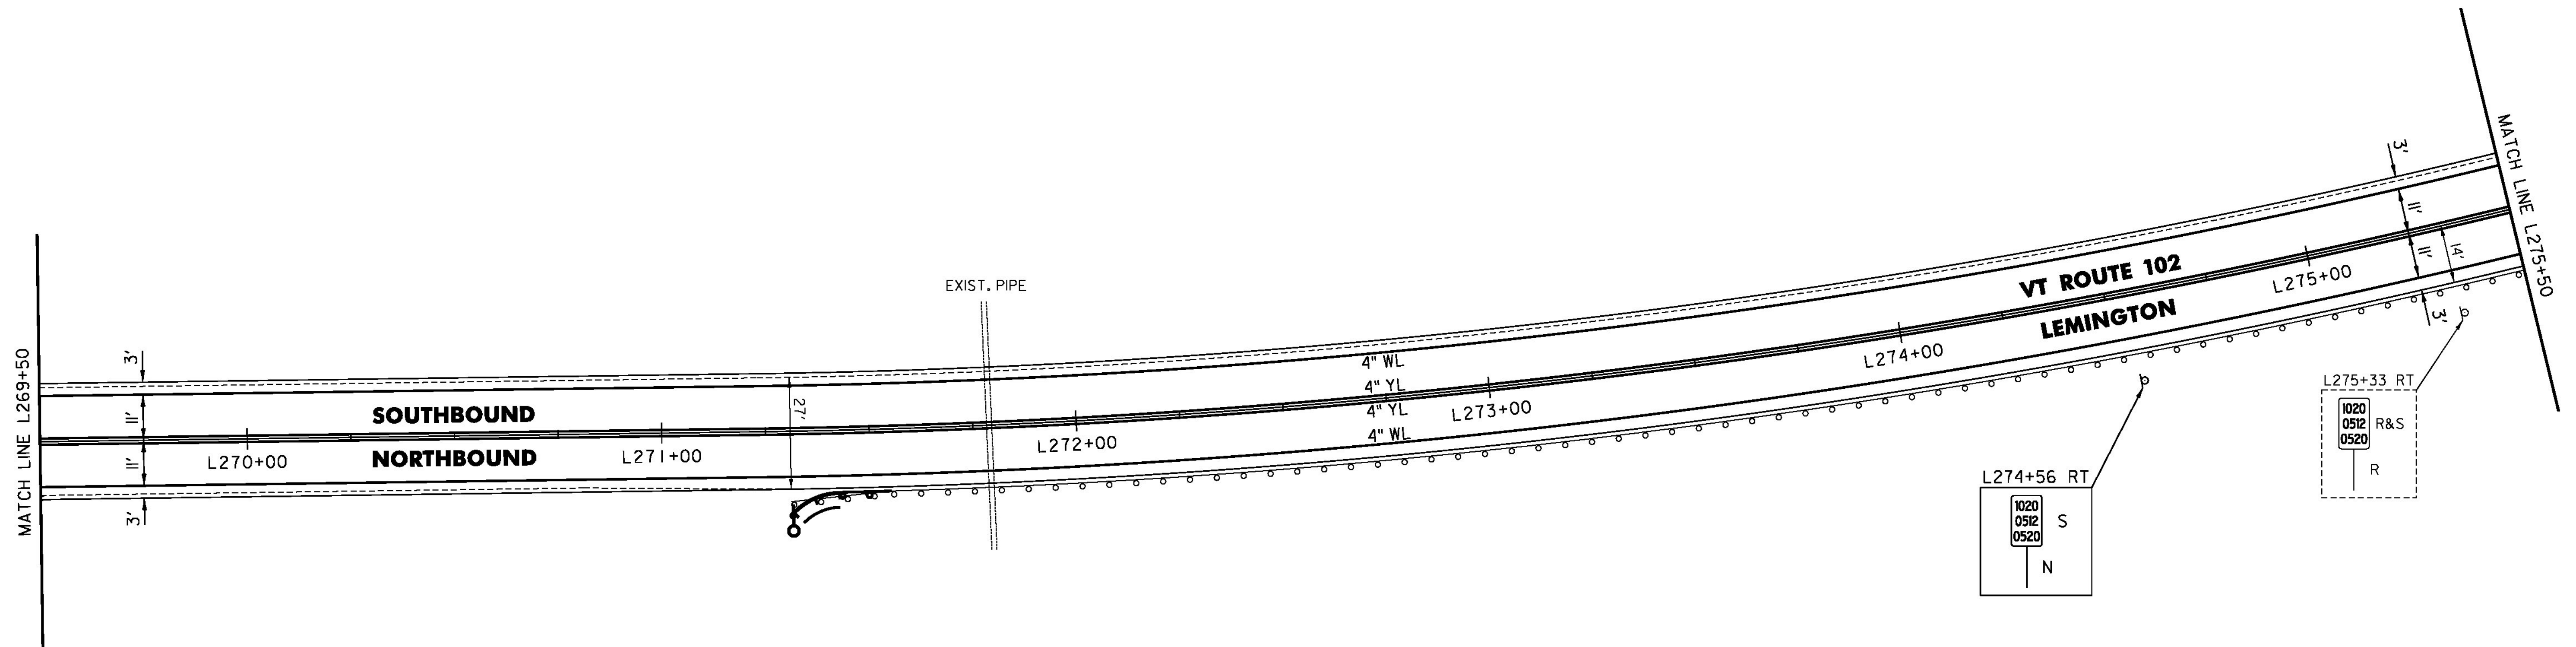 MATCH LINE L269+50
3'
11'
11'
3'
SOUTHBOUND
NORTHBOUND
L270+00
L271+00
27'
EXIST. PIPE
L272+00
4" WL
4" YL
4" YL
4" WL
L273+00
L274+00
VT ROUTE 102
LEMINGTON
L275+00
3'
11'
11'
14'
3'
MATCH LINE L275+50
L274+56 RT
1020
0512
0520
S
N
L275+33 RT
1020
0512
0520
R&S
R